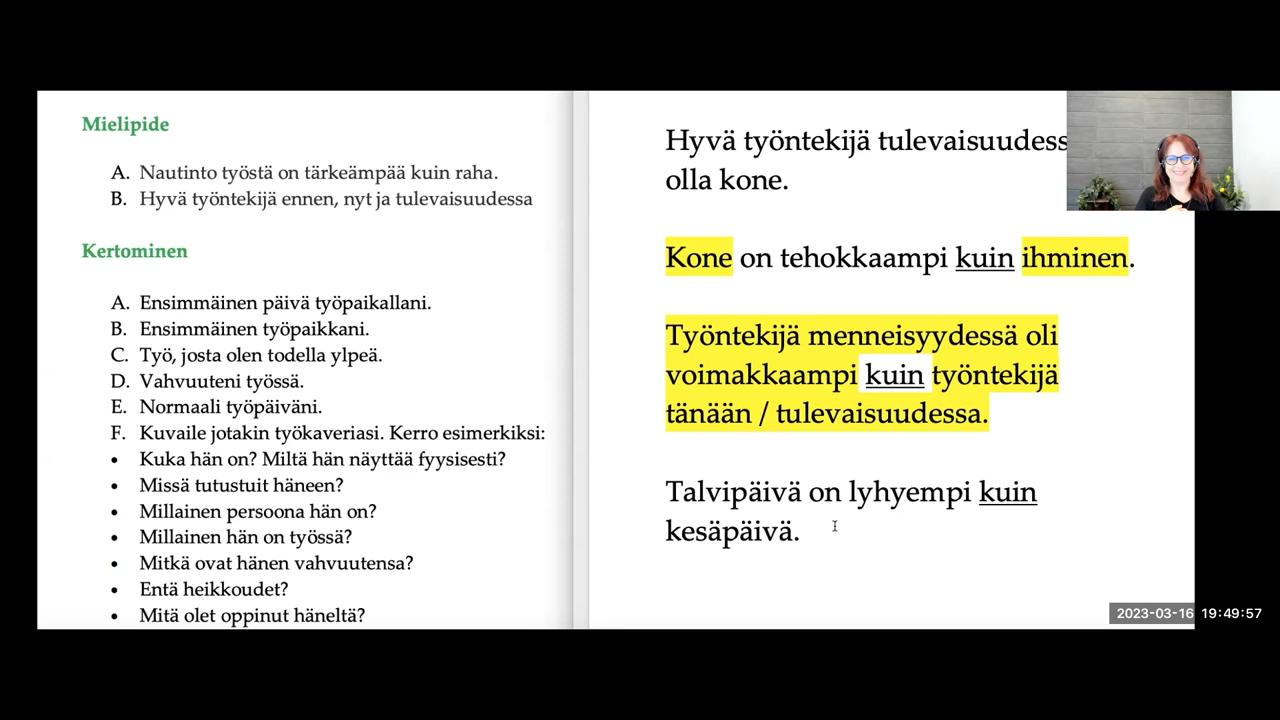 Mielipide
A. Nautinto työstä on tärkeämpää kuin raha.
B. Hyvä työntekijä ennen, nyt ja tulevaisuudessa
Kertominen
A. Ensimmäinen päivä työpaikallani.
B. Ensimmäinen työpaikkani.
C. Työ, josta olen todella ylpeä.
D. Vahvuuteni työssä.
E. Normaali työpäiväni.
F. Kuvaile jotakin työkaveriasi. Kerro esimerkiksi:
• Kuka hän on? Miltä hän näyttää fyysisesti?
• Missä tutustuit häneen?
• Millainen persoona hän on?
• Millainen hän on työssä?
• Mitkä ovat hänen vahvuutensa?
• Entä heikkoudet?
• Mitä olet oppinut häneltä?
Hyvä työntekijä tulevaisuudess
olla kone.
Kone on tehokkaampi kuin ihminen.
Työntekijä menneisyydessä oli
voimakkaampi kuin työntekijä
tänään / tulevaisuudessa.
Talvipäivä on lyhyempi kuin
kesäpäivä.
2023-03-16 19:49:57